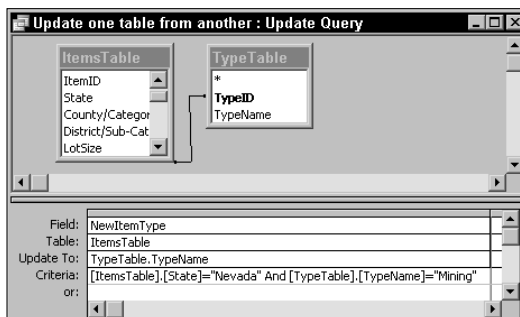 Update one table from another : Update Query
ItemsTable
ItemID
State
County/Categor
District/Sub-Cat
LotSize
TypeTable
*
TypeID
TypeName
Field: NewItemType
Table: ItemsTable
Update To: TypeTable.TypeName
Criteria: [ItemsTable].[State]="Nevada" And [TypeTable].[TypeName]="Mining"
or: